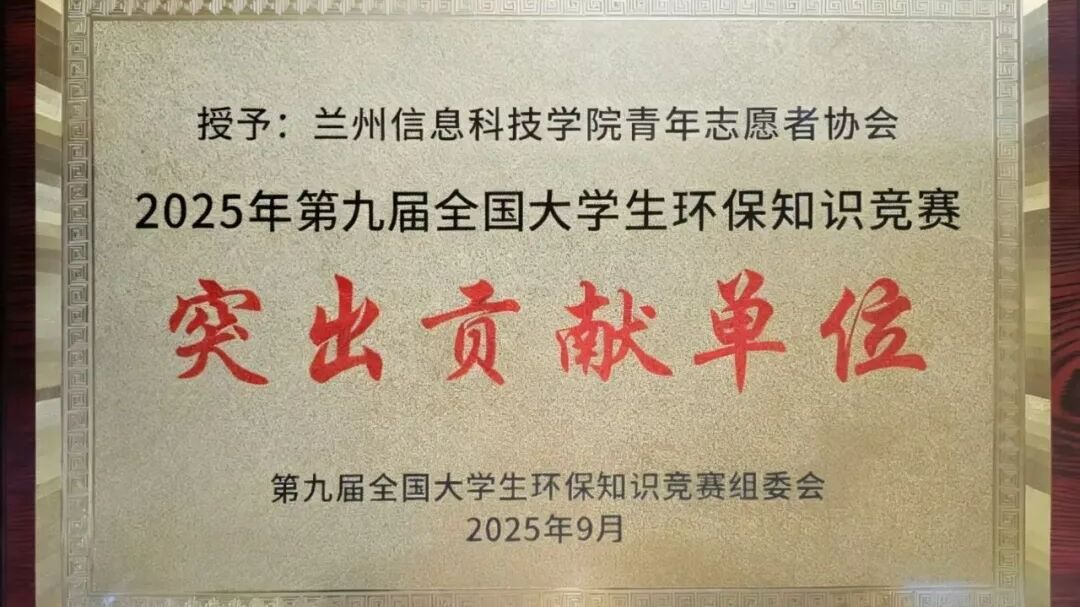 授予：兰州信息科技学院青年志愿者协会
2025年第九届全国大学生环保知识竞赛
突出贡献单位
第九届全国大学生环保知识竞赛组委会
2025年9月